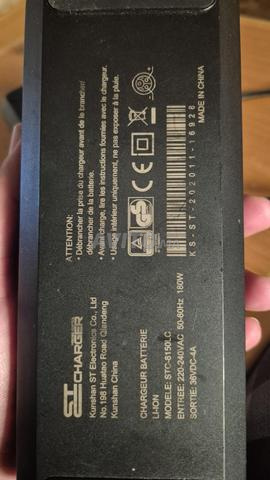 ST
CHARGER
Kunshan ST Electronics Co., Ltd
No.198 Huatao Road Qiandeng
Kunshan China
CHARGEUR BATTERIE
LI-ION
MODELE: STC-8150LC
ENTREE: 220-240VAC 50-60Hz 180W
SORTIE: 36VDC-4A
ATTENTION:
•Débrancher la prise du chargeur avant de brancher/
débrancher de la batterie.
•Avant charge, lire les instructions fournies avec le chargeur.
•Usage intérieur uniquement, ne pas exposer à la pluie.
CE
KS-ST-202011-16928
MADE IN CHINA